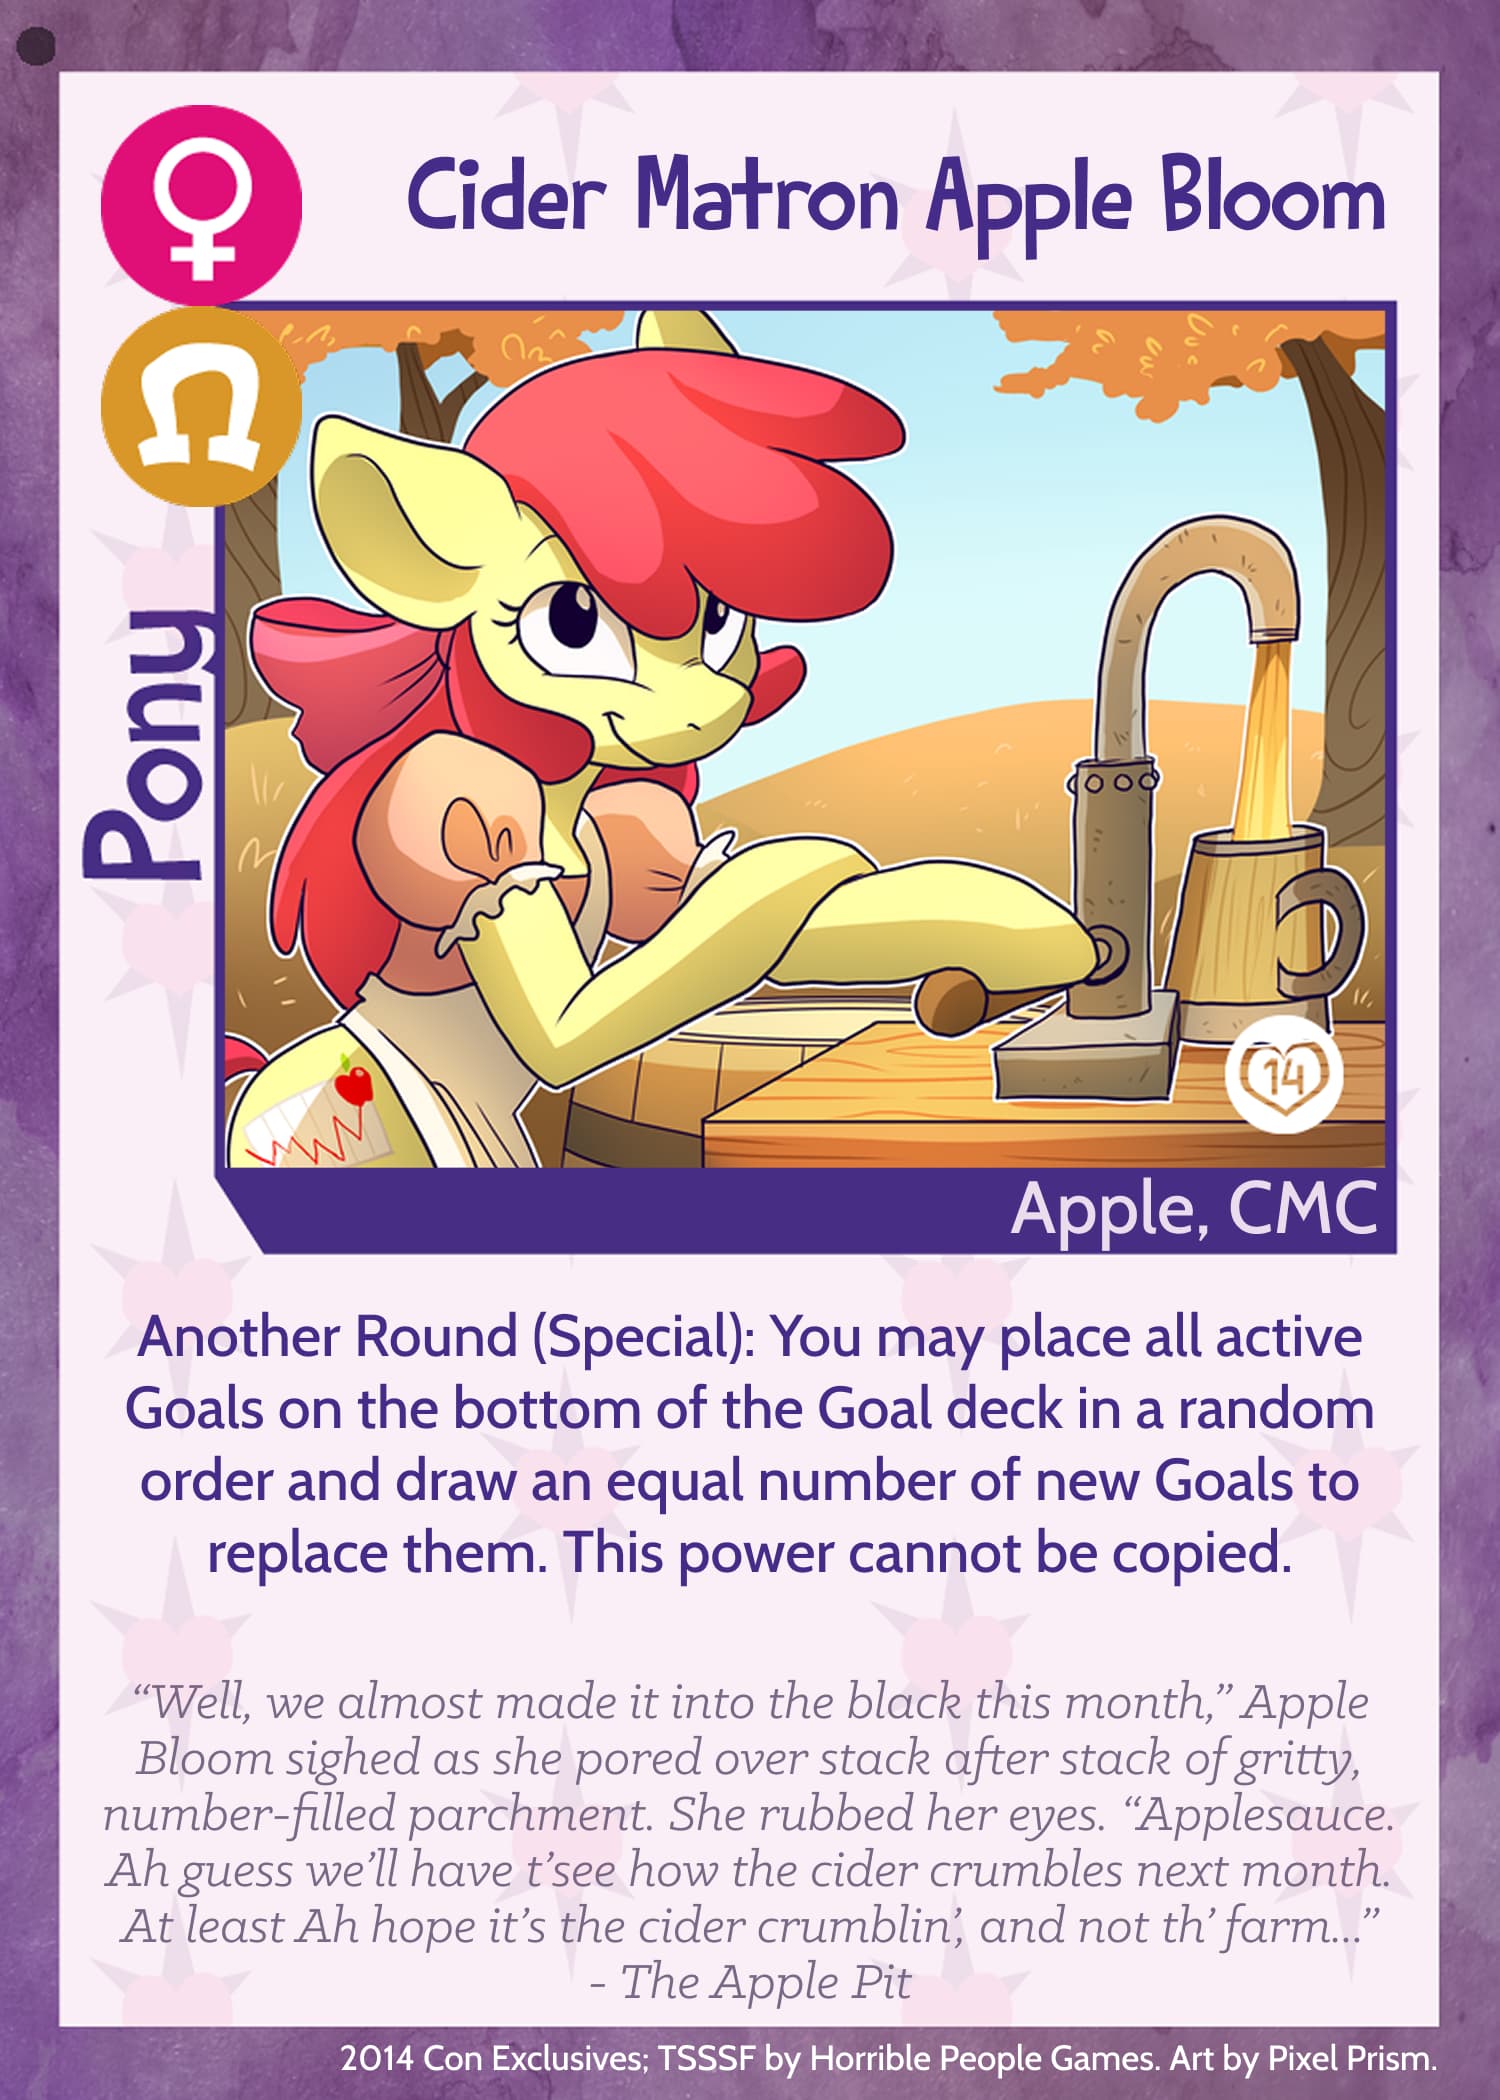 Cider Matron Apple Bloom
Pony
14
Apple, CMC
Another Round (Special): You may place all active
Goals on the bottom of the Goal deck in a random
order and draw an equal number of new Goals to
replace them. This power cannot be copied.
“Well, we almost made it into the black this month,” Apple
Bloom sighed as she pored over stack after stack of gritty,
number-filled parchment. She rubbed her eyes. “Applesauce.
Ah guess we’ll have t’see how the cider crumbles next month.
At least Ah hope it’s the cider crumblin’, and not th’ farm...”
- The Apple Pit
2014 Con Exclusives; TSSSF by Horrible People Games. Art by Pixel Prism.